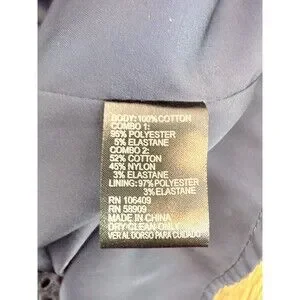 BODY: 100% COTTON
COMBO 1:
95% POLYESTER
5% ELASTANE
COMBO 2:
52% COTTON
45% NYLON
3% ELASTANE
LINING: 97% POLYESTER
3% ELASTANE
RN 106409
RN 58909
MADE IN CHINA
DRY CLEAN ONLY
VER AL DORSO PARA CUIDADO